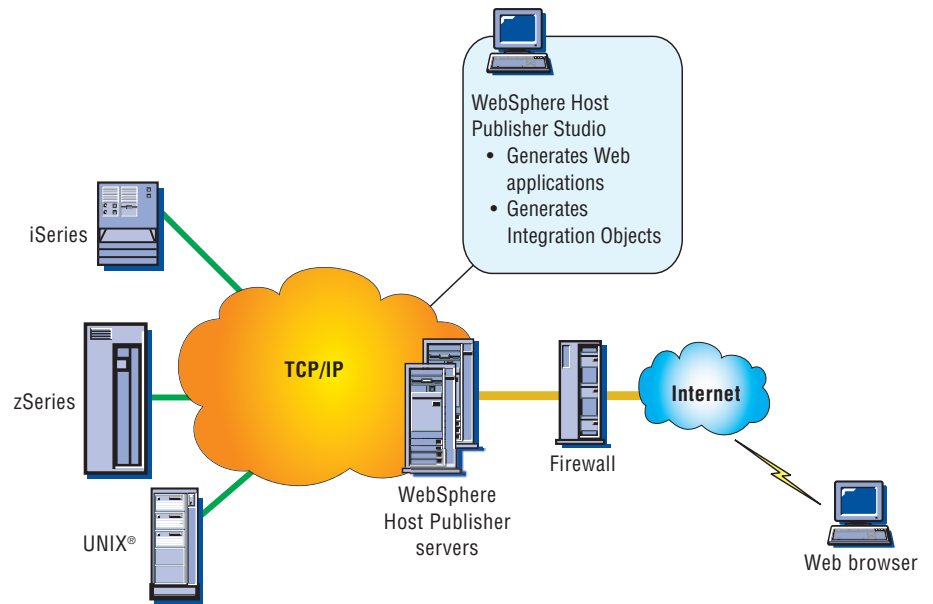 WebSphere Host
Publisher Studio
• Generates Web
applications
• Generates
Integration Objects
iSeries
TCP/IP
zSeries
Internet
Firewall
WebSphere
Host Publisher
servers
UNIX®
Web browser